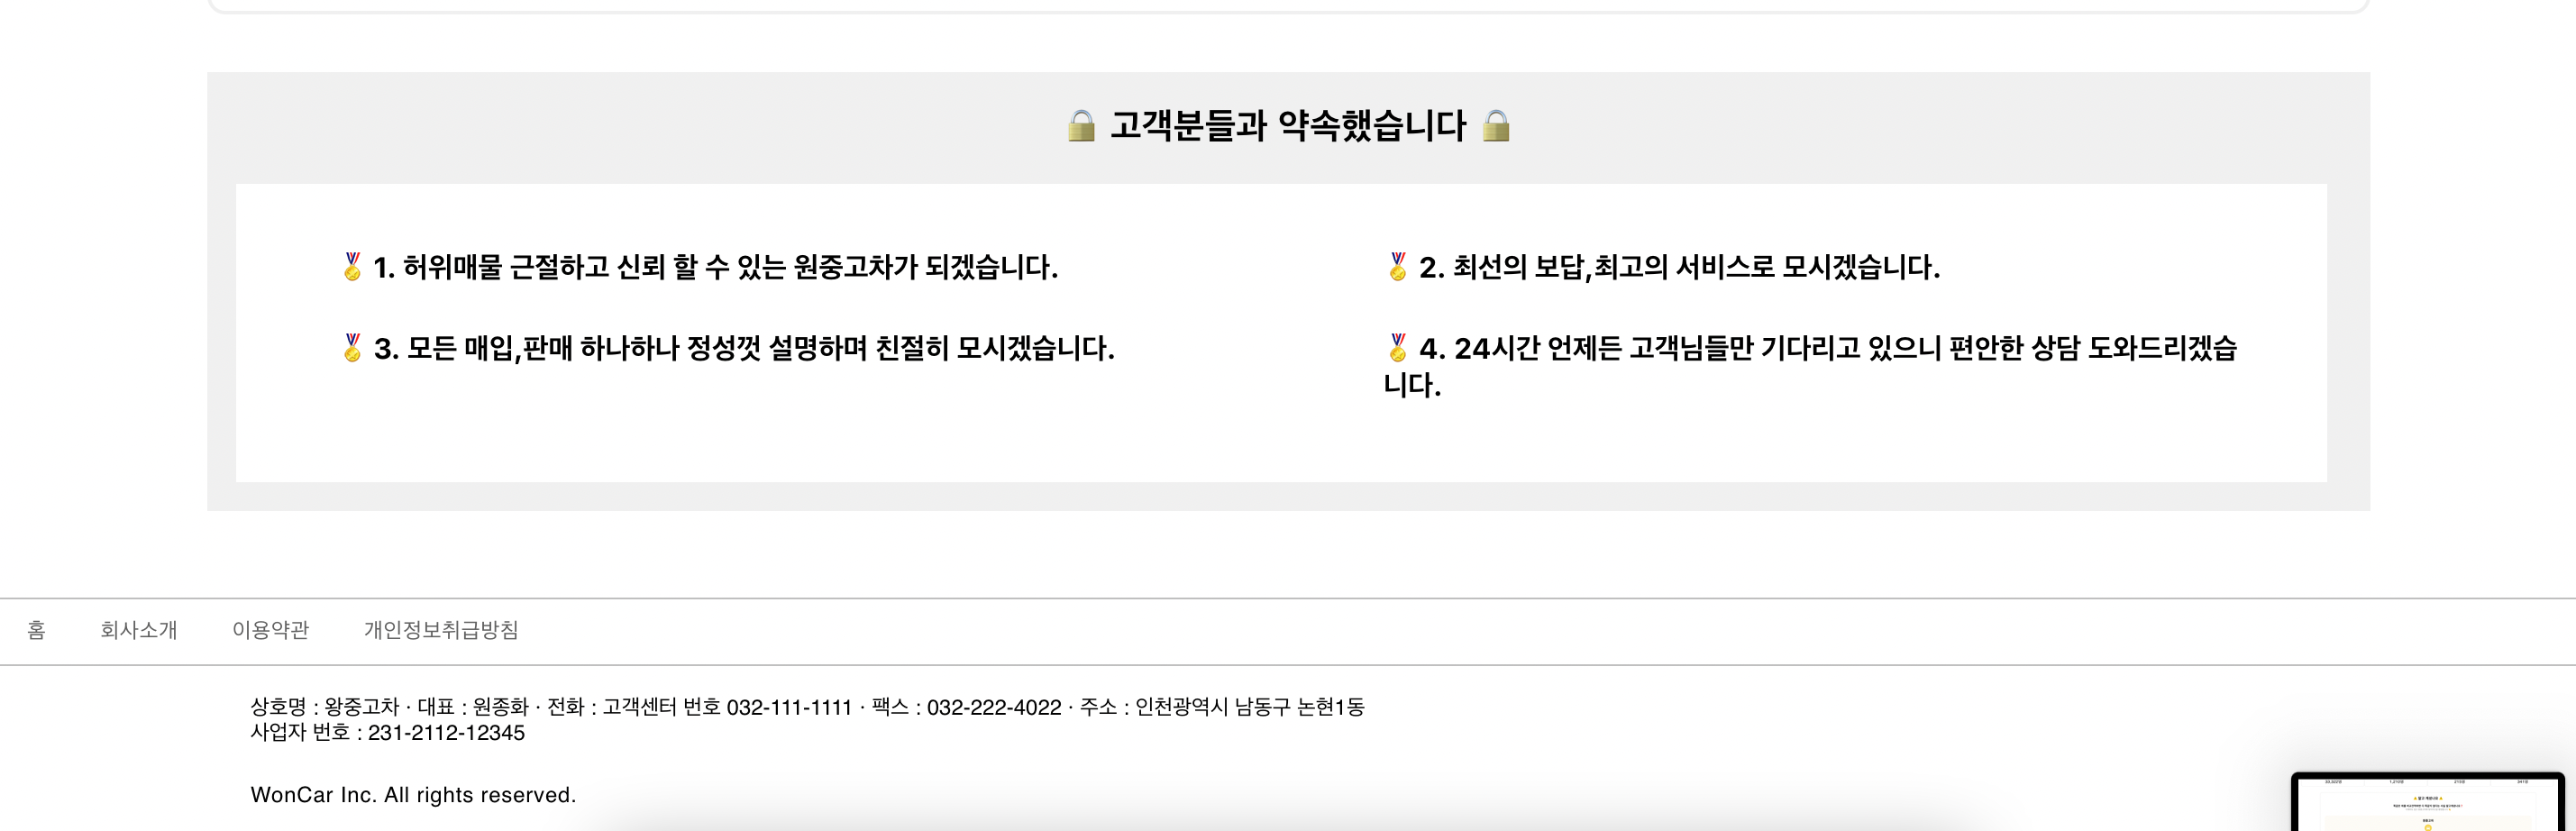 🔒 고객분들과 약속했습니다 🔒
🏅 1. 허위매물 근절하고 신뢰 할 수 있는 원중고차가 되겠습니다.
🏅 2. 최선의 보답,최고의 서비스로 모시겠습니다.
🏅 3. 모든 매입,판매 하나하나 정성껏 설명하며 친절히 모시겠습니다.
🏅 4. 24시간 언제든 고객님들만 기다리고 있으니 편안한 상담 도와드리겠습
니다.
홈 회사소개 이용약관 개인정보취급방침
상호명 : 왕중고차 · 대표 : 원종화 · 전화 : 고객센터 번호 032-111-1111 · 팩스 : 032-222-4022 · 주소 : 인천광역시 남동구 논현1동
사업자 번호 : 231-2112-12345
WonCar Inc. All rights reserved.